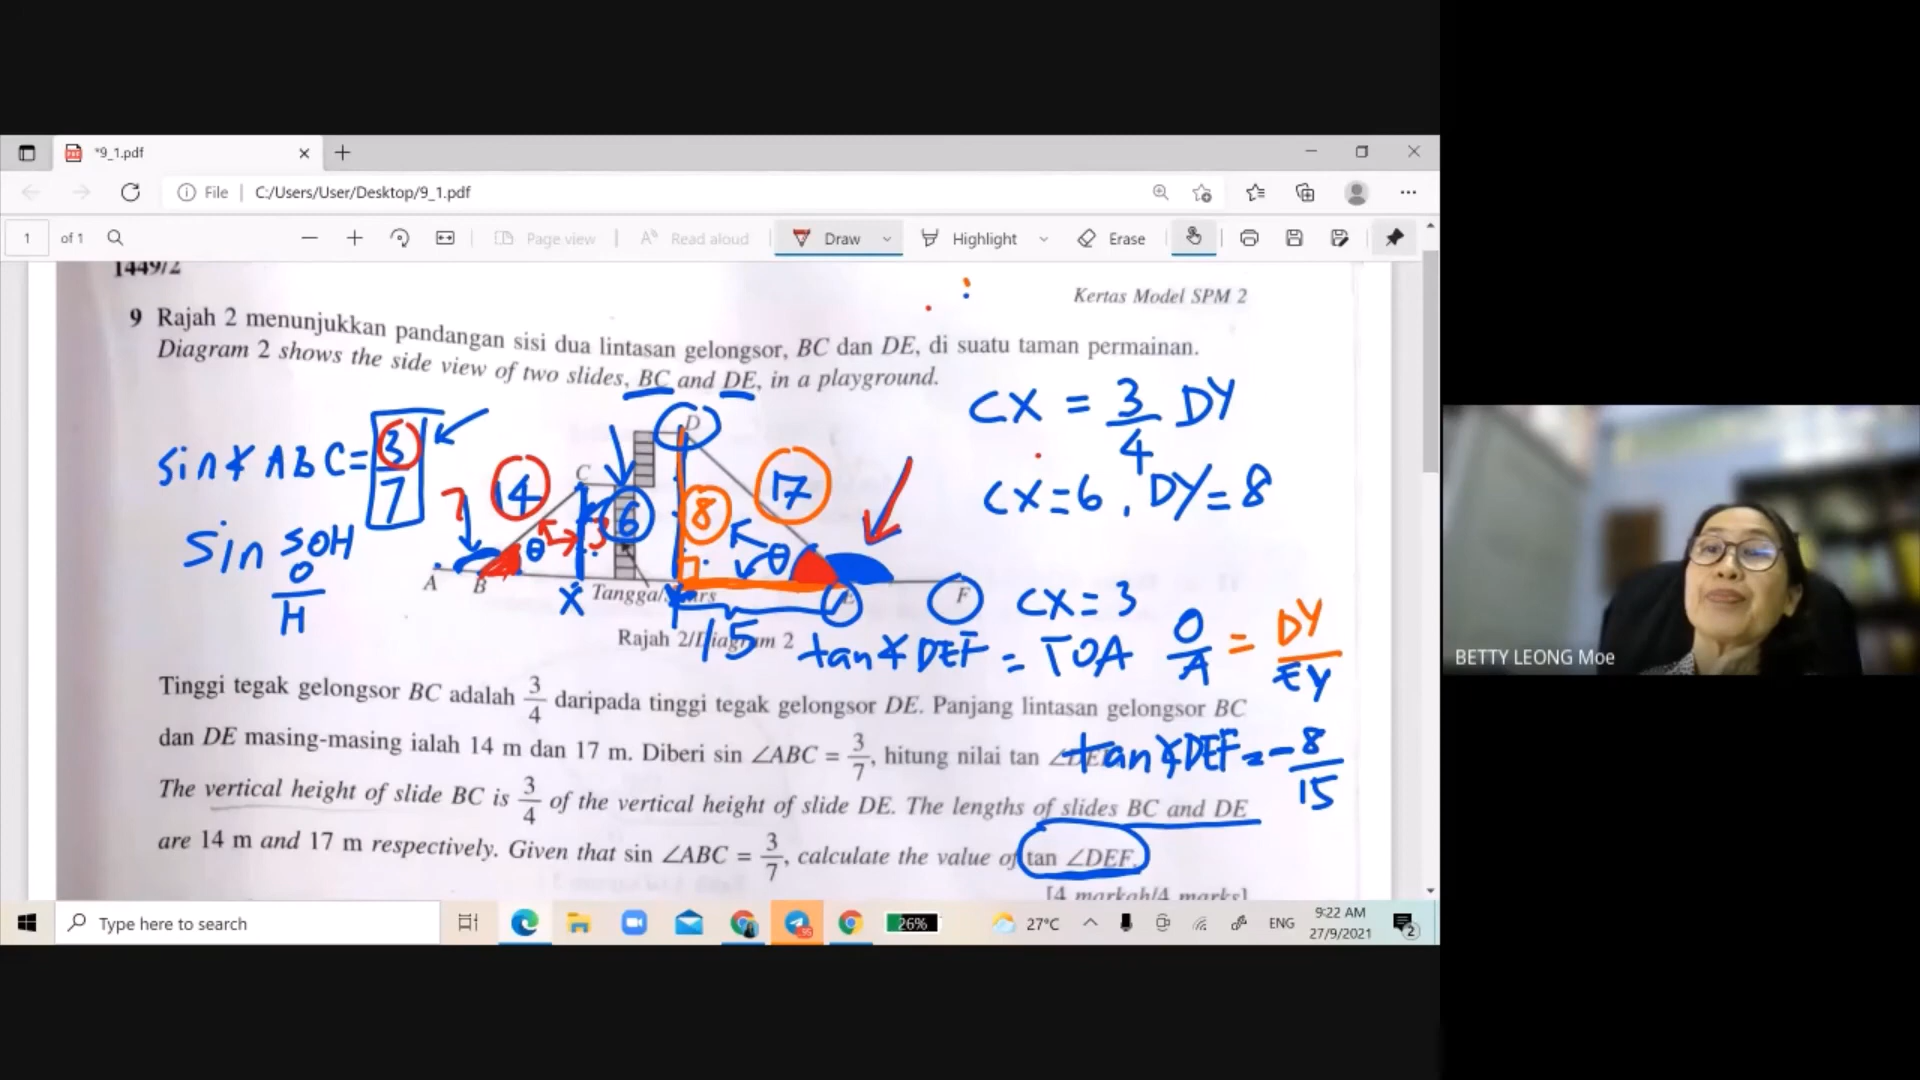 *9_1.pdf
File | C:/Users/User/Desktop/9_1.pdf
1 of 1 Page view Read aloud Draw Highlight Erase
1449/2
Kertas Model SPM 2
9 Rajah 2 menunjukkan pandangan sisi dua lintasan gelongsor, BC dan DE, di suatu taman permainan.
Diagram 2 shows the side view of two slides, BC and DE, in a playground.
CX = 3/4 DY
CX=6, DY=8
sin∡ABC= 3/7
sin SOH
O/H
7
14
C
D
6
3
8
17
θ
θ
A B X Tangga/ Y E F
15
Rajah 2/Diagram 2
CX=3
tan∡DEF = TOA O/A = DY/EY
Tinggi tegak gelongsor BC adalah 3/4 daripada tinggi tegak gelongsor DE. Panjang lintasan gelongsor BC
dan DE masing-masing ialah 14 m dan 17 m. Diberi sin ∠ABC = 3/7, hitung nilai tan
tan∡DEF=-8/15
The vertical height of slide BC is 3/4 of the vertical height of slide DE. The lengths of slides BC and DE
are 14 m and 17 m respectively. Given that sin ∠ABC = 3/7, calculate the value of tan ∠DEF.
[4 markah/4 marks]
BETTY LEONG Moe
Type here to search
26%
27°C
ENG
9:22 AM
27/9/2021
2